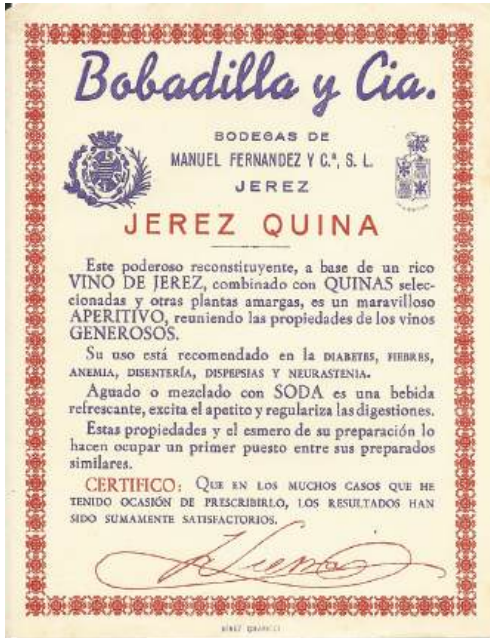 Bobadilla y Cia.
BODEGAS DE
MANUEL FERNANDEZ Y C.ª, S. L.
JEREZ
JEREZ QUINA
Este poderoso reconstituyente, a base de un rico
VINO DE JEREZ, combinado con QUINAS selec-
cionadas y otras plantas amargas, es un maravilloso
APERITIVO, reuniendo las propiedades de los vinos
GENEROSOS.
Su uso está recomendado en la DIABETES, FIEBRES,
ANEMIA, DISENTERÍA, DISPEPSIAS Y NEURASTENIA.
Aguado o mezclado con SODA es una bebida
refrescante, excita el apetito y regulariza las digestiones.
Estas propiedades y el esmero de su preparación lo
hacen ocupar un primer puesto entre sus preparados
similares.
CERTIFICO: QUE EN LOS MUCHOS CASOS QUE HE
TENIDO OCASIÓN DE PRESCRIBIRLO, LOS RESULTADOS HAN
SIDO SUMAMENTE SATISFACTORIOS.